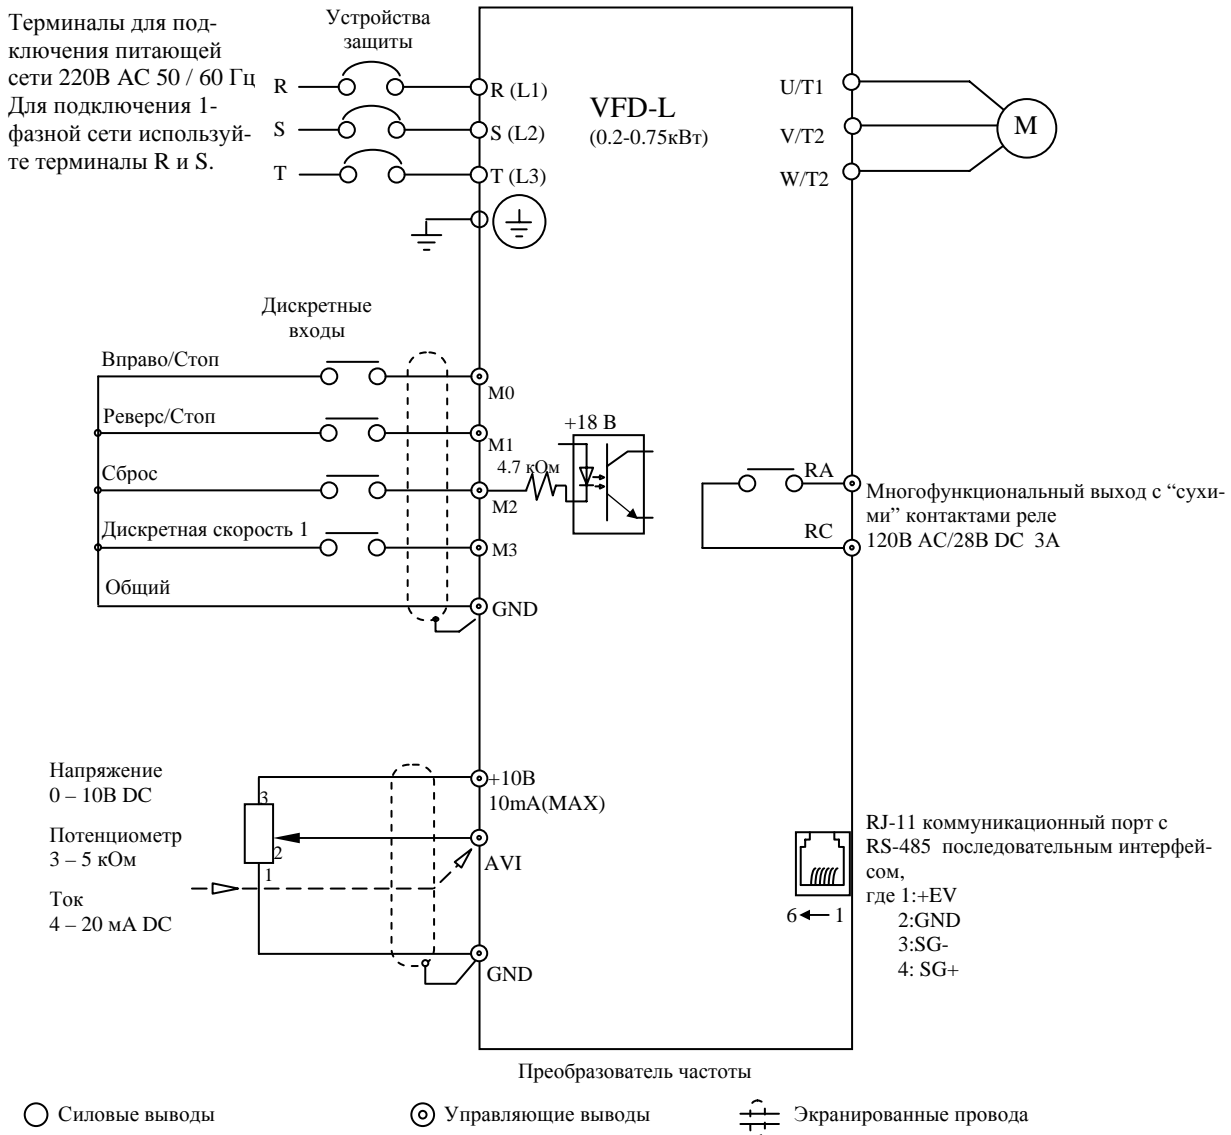 Терминалы для под-
ключения питающей
сети 220В AC 50 / 60 Гц
Для подключения 1-
фазной сети используй-
те терминалы R и S.
Устройства
защиты
R
S
T
R (L1)
S (L2)
T (L3)
VFD-L
(0.2-0.75кВт)
U/T1
V/T2
W/T2
M
Дискретные
входы
Вправо/Стоп
M0
Реверс/Стоп
M1
Сброс
M2
Дискретная скорость 1
M3
Общий
GND
+18 В
4.7 кОм
RA
RC
Многофункциональный выход с “сухи-
ми” контактами реле
120В AC/28В DC 3А
Напряжение
0 – 10В DC
Потенциометр
3 – 5 кОм
Ток
4 – 20 мА DC
3
2
1
+10В
10mA(MAX)
AVI
GND
6
1
RJ-11 коммуникационный порт с
RS-485 последовательным интерфей-
сом,
где 1:+EV
2:GND
3:SG-
4: SG+
Преобразователь частоты
Силовые выводы
Управляющие выводы
Экранированные провода